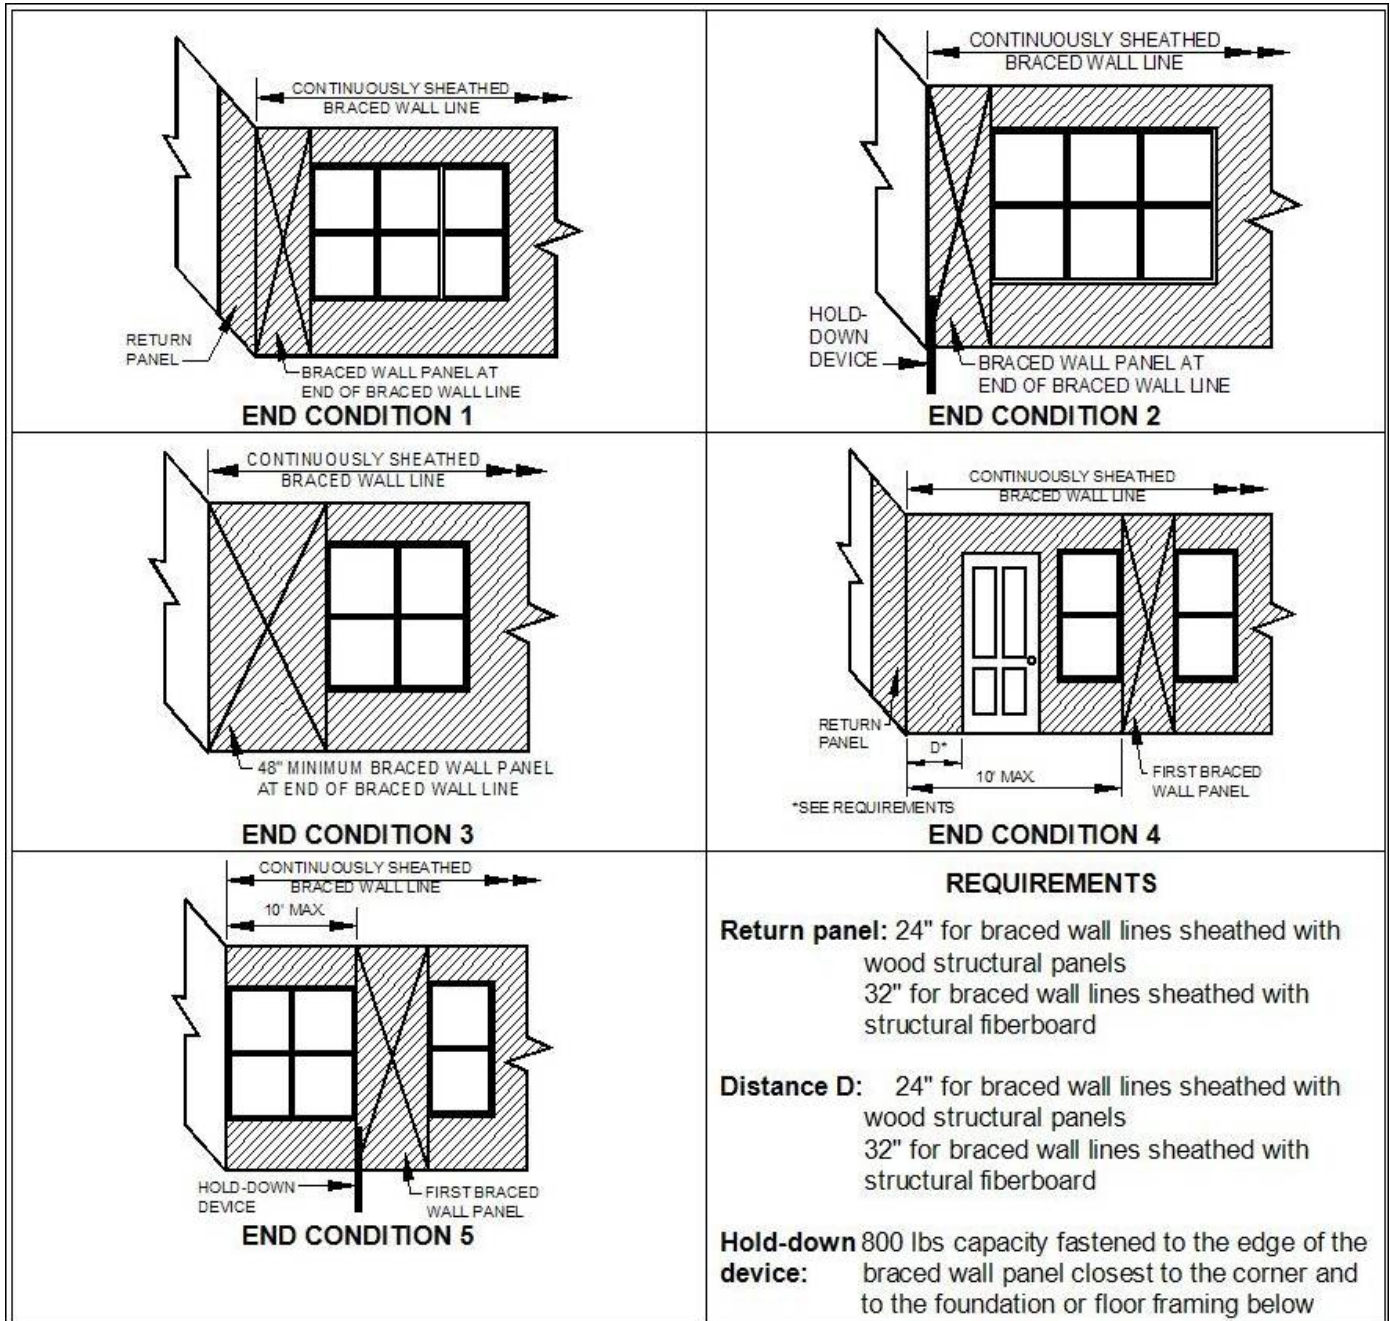 CONTINUOUSLY SHEATHED
BRACED WALL LINE
RETURN
PANEL
BRACED WALL PANEL AT
END OF BRACED WALL LINE
END CONDITION 1
CONTINUOUSLY SHEATHED
BRACED WALL LINE
HOLD-
DOWN
DEVICE
BRACED WALL PANEL AT
END OF BRACED WALL LINE
END CONDITION 2
CONTINUOUSLY SHEATHED
BRACED WALL LINE
48" MINIMUM BRACED WALL PANEL
AT END OF BRACED WALL LINE
END CONDITION 3
CONTINUOUSLY SHEATHED
BRACED WALL LINE
RETURN
PANEL
D*
10' MAX.
FIRST BRACED
WALL PANEL
*SEE REQUIREMENTS
END CONDITION 4
CONTINUOUSLY SHEATHED
BRACED WALL LINE
10' MAX.
HOLD-DOWN
DEVICE
FIRST BRACED
WALL PANEL
END CONDITION 5
REQUIREMENTS
Return panel: 24" for braced wall lines sheathed with
wood structural panels
32" for braced wall lines sheathed with
structural fiberboard
Distance D: 24" for braced wall lines sheathed with
wood structural panels
32" for braced wall lines sheathed with
structural fiberboard
Hold-down 800 lbs capacity fastened to the edge of the
device: braced wall panel closest to the corner and
to the foundation or floor framing below